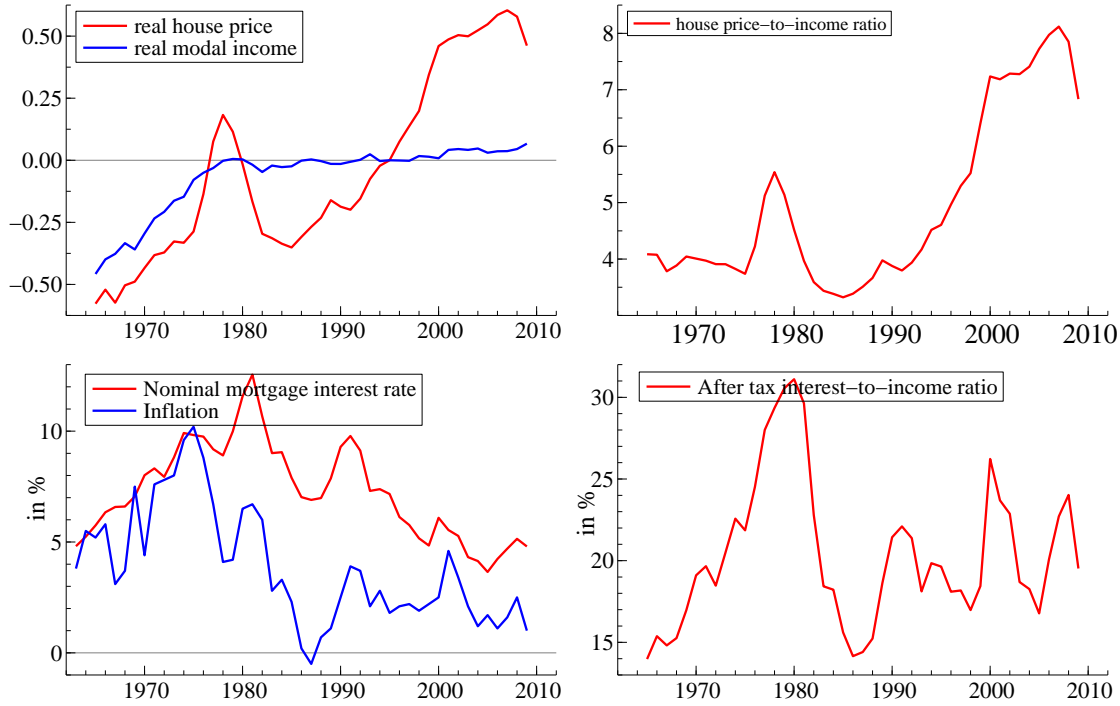 real house price
real modal income
0.50
0.25
0.00
−0.25
−0.50
1970 1980 1990 2000 2010
house price−to−income ratio
8
7
6
5
4
1970 1980 1990 2000 2010
Nominal mortgage interest rate
Inflation
in %
10
5
0
1970 1980 1990 2000 2010
After tax interest−to−income ratio
in %
30
25
20
15
1970 1980 1990 2000 2010